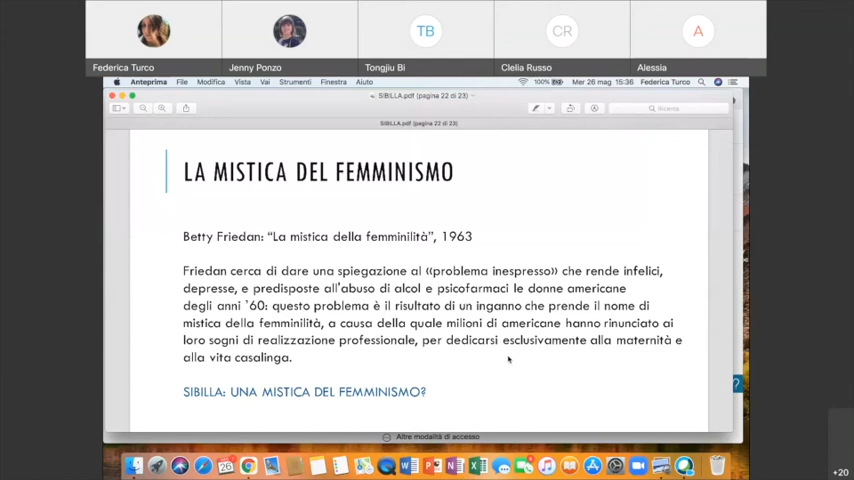 TB
CR
A
Federica Turco
Jenny Ponzo
Tongjiu Bi
Clelia Russo
Alessia
Anteprima File Modifica Vista Vai Strumenti Finestra Aiuto
100% Mer 26 mag 15:36 Federica Turco
SIBILLA.pdf (pagina 22 di 23)
Ricerca
SIBILLA.pdf (pagina 22 di 23)
LA MISTICA DEL FEMMINISMO
Betty Friedan: “La mistica della femminilità”, 1963
Friedan cerca di dare una spiegazione al «problema inespresso» che rende infelici,
depresse, e predisposte all'abuso di alcol e psicofarmaci le donne americane
degli anni '60: questo problema è il risultato di un inganno che prende il nome di
mistica della femminilità, a causa della quale milioni di americane hanno rinunciato ai
loro sogni di realizzazione professionale, per dedicarsi esclusivamente alla maternità e
alla vita casalinga.
SIBILLA: UNA MISTICA DEL FEMMINISMO?
?
Altre modalità di accesso
26
+20